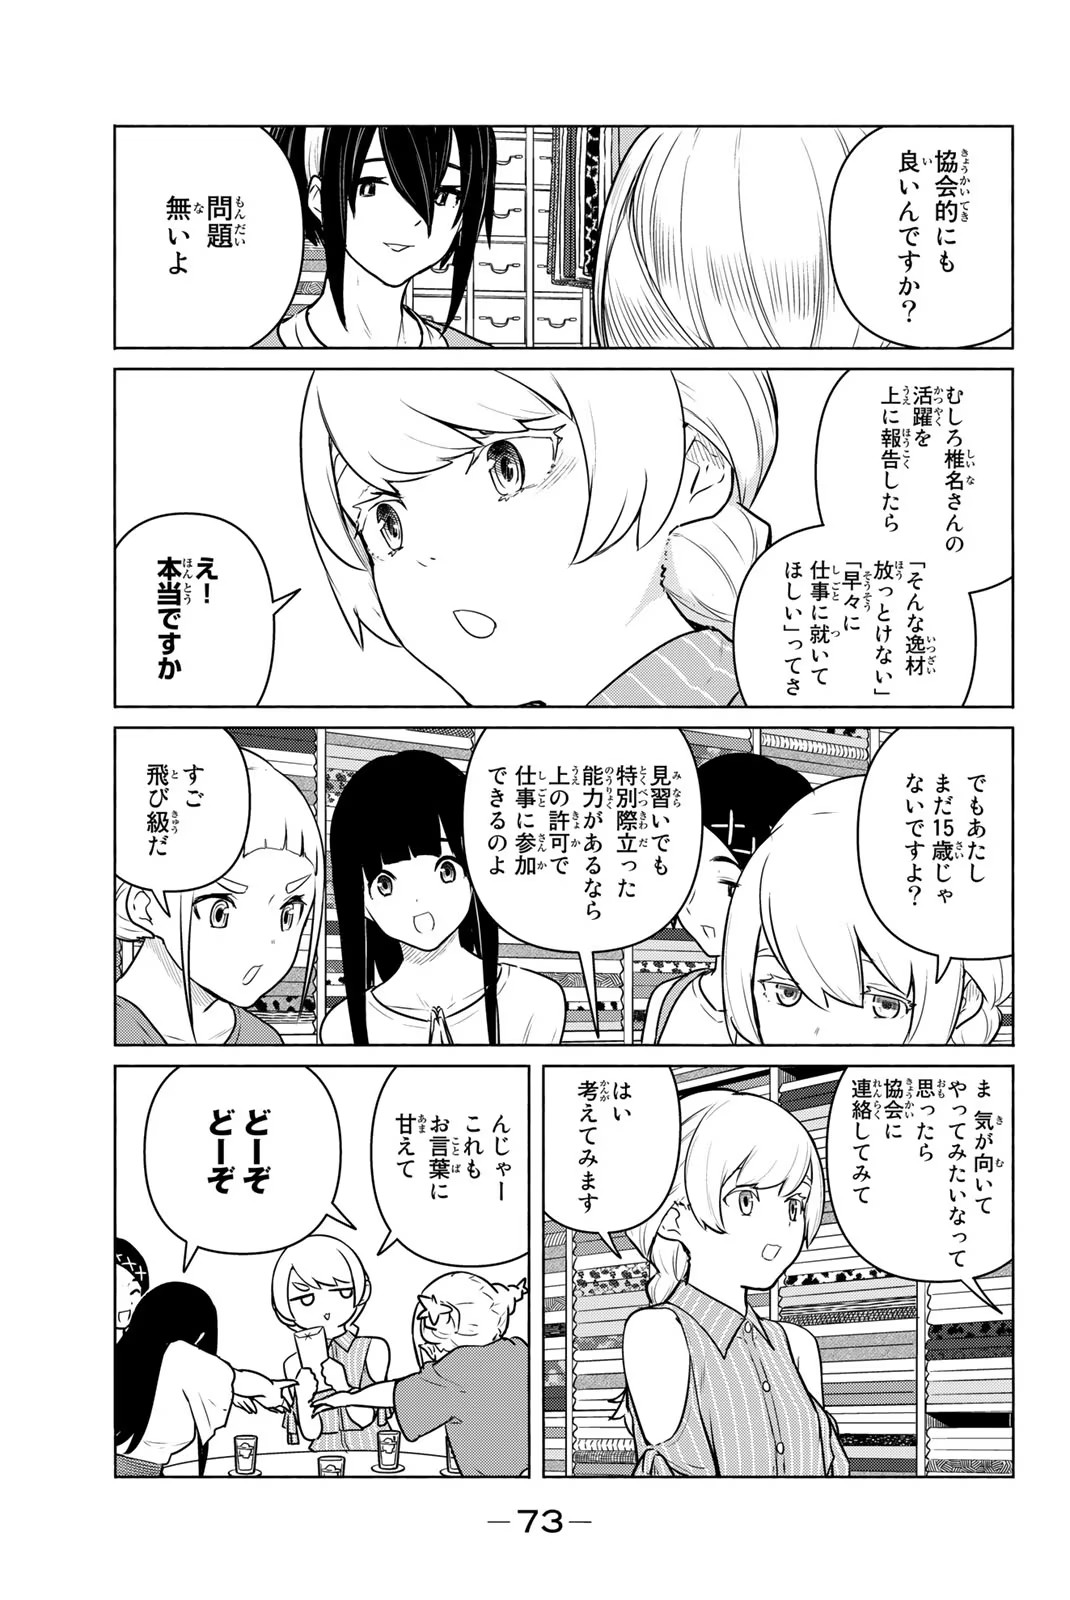 協会的にも
良いんですか？
問題
無いよ
むしろ椎名さんの
活躍を
上に報告したら
「そんな逸材
放っとけない」
「早々に
仕事に就いて
ほしい」ってさ
え！
本当ですか
でもあたし
まだ15歳じゃ
ないですよ？
見習いでも
特別際立った
能力があるなら
上の許可で
仕事に参加
できるのよ
すご
飛び級だ
ま 気が向いて
やってみたいなって
思ったら
協会に
連絡してみて
はい
考えてみます
んじゃー
これも
お言葉に
甘えて
どーぞ
どーぞ
—73—